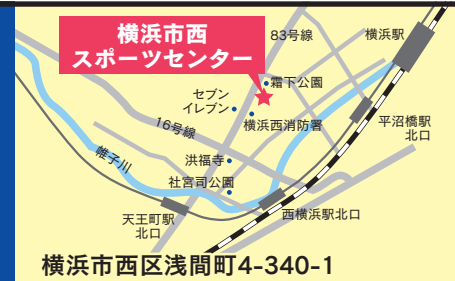 横浜市西
スポーツセンター
83号線
横浜駅
霜下公園
セブン
イレブン
横浜西消防署
16号線
平沼橋駅
北口
帷子川
洪福寺
社宮司公園
天王町駅
北口
西横浜駅北口
横浜市西区浅間町4-340-1